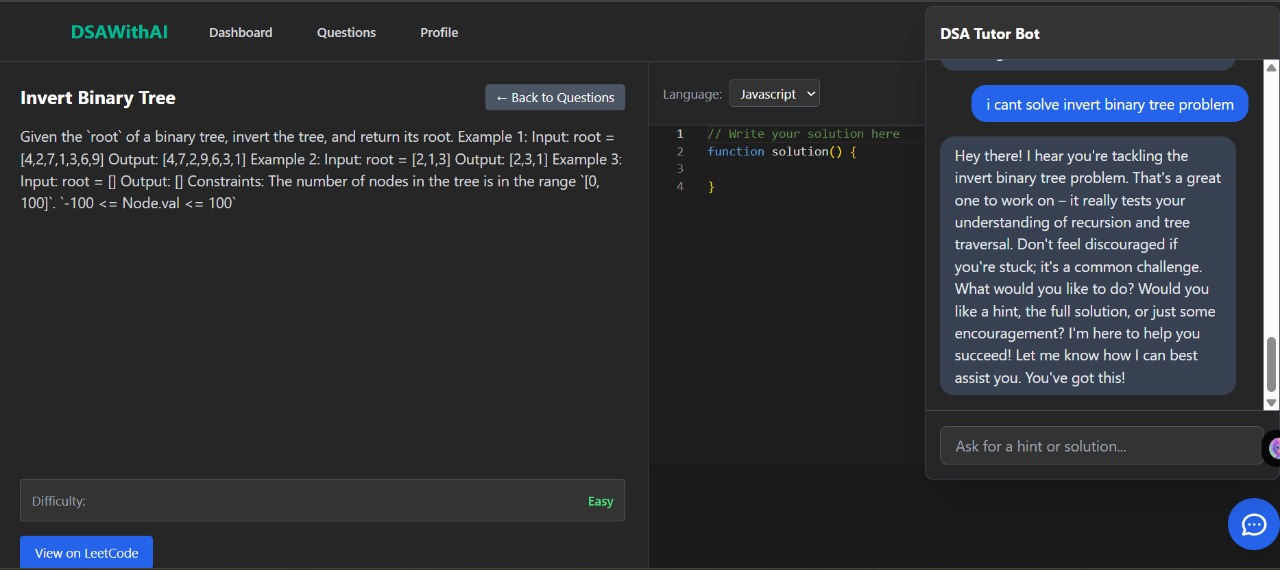 DSAWithAI
Dashboard
Questions
Profile
Invert Binary Tree
← Back to Questions
Given the `root` of a binary tree, invert the tree, and return its root. Example 1: Input: root =
[4,2,7,1,3,6,9] Output: [4,7,2,9,6,3,1] Example 2: Input: root = [2,1,3] Output: [2,3,1] Example 3:
Input: root = [] Output: [] Constraints: The number of nodes in the tree is in the range `[0,
100]`. `-100 <= Node.val <= 100`
Difficulty:
Easy
View on LeetCode
Language:
Javascript
1 // Write your solution here
2 function solution() {
3
4 }
DSA Tutor Bot
i cant solve invert binary tree problem
Hey there! I hear you're tackling the
invert binary tree problem. That's a great
one to work on – it really tests your
understanding of recursion and tree
traversal. Don't feel discouraged if
you're stuck; it's a common challenge.
What would you like to do? Would you
like a hint, the full solution, or just some
encouragement? I'm here to help you
succeed! Let me know how I can best
assist you. You've got this!
Ask for a hint or solution...